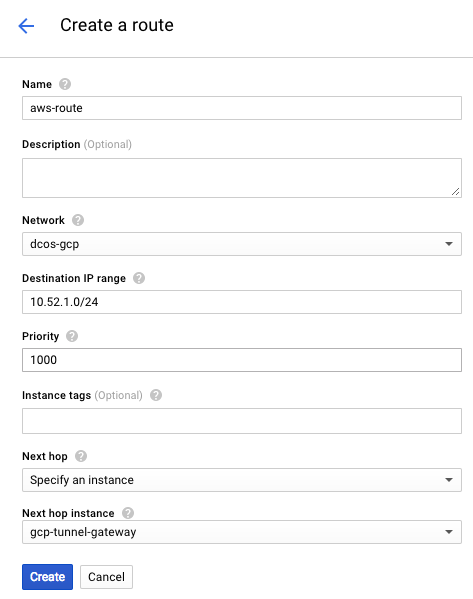 Create a route
Name ?
aws-route
Description (Optional)
Network ?
dcos-gcp
Destination IP range ?
10.52.1.0/24
Priority ?
1000
Instance tags (Optional) ?
Next hop ?
Specify an instance
Next hop instance ?
gcp-tunnel-gateway
Create Cancel